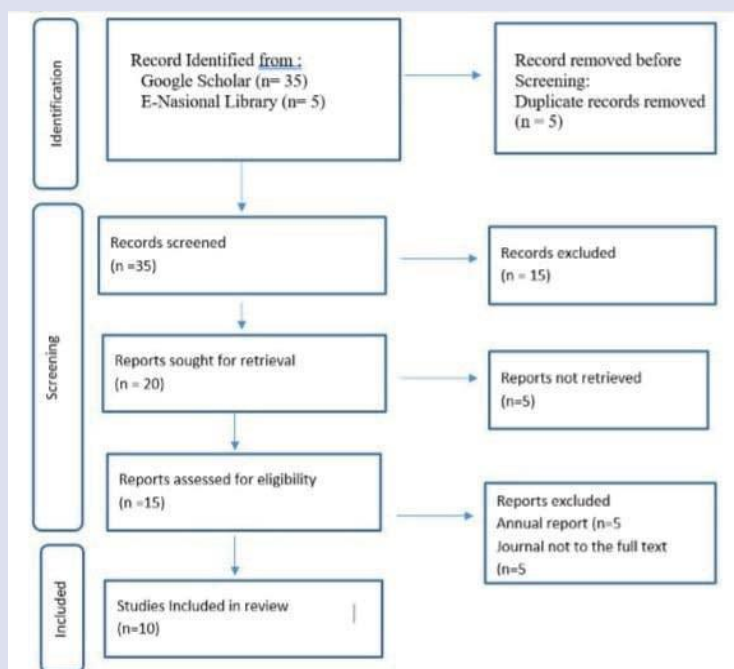 Identification
Record Identified from :
Google Scholar (n= 35)
E-Nasional Library (n= 5)
Record removed before
Screening:
Duplicate records removed
(n = 5)
Screening
Records screened
(n =35)
Records excluded
(n = 15)
Reports sought for retrieval
(n = 20)
Reports not retrieved
(n=5)
Reports assessed for eligibility
(n =15)
Reports excluded
Annual report (n=5
Journal not to the full text
(n=5
Included
Studies Included in review
(n=10)